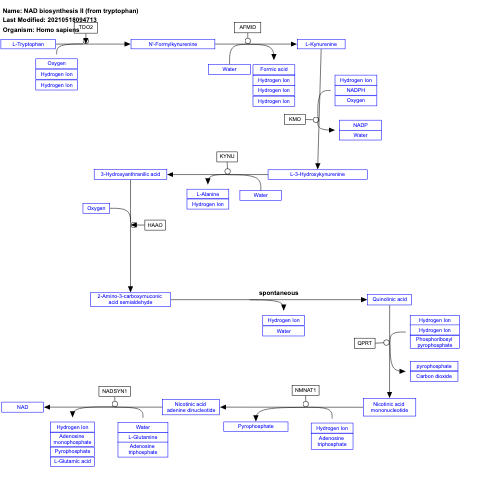 Name: NAD biosynthesis II (from tryptophan)
Last Modified: 20210518094713
Organism: Homo sapiens
TDO2
AFMID
L-Tryptophan
N'-Formylkynurenine
L-Kynurenine
Oxygen
Hydrogen Ion
Hydrogen Ion
Water
Formic acid
Hydrogen Ion
Hydrogen Ion
Hydrogen Ion
Hydrogen Ion
NADPH
Oxygen
KMO
NADP
Water
KYNU
3-Hydroxyanthranilic acid
L-3-Hydroxykynurenine
L-Alanine
Hydrogen Ion
Water
Oxygen
HAAO
2-Amino-3-carboxymuconic
acid semialdehyde
spontaneous
Quinolinic acid
Hydrogen Ion
Water
Hydrogen Ion
Hydrogen Ion
Phosphoribosyl
pyrophosphate
QPRT
pyrophosphate
Carbon dioxide
NADSYN1
NMNAT1
NAD
Nicotinic acid
adenine dinucleotide
Nicotinic acid
mononucleotide
Hydrogen Ion
Adenosine
monophosphate
Pyrophosphate
L-Glutamic acid
Water
L-Glutamine
Adenosine
triphosphate
Pyrophosphate
Hydrogen Ion
Adenosine
triphosphate